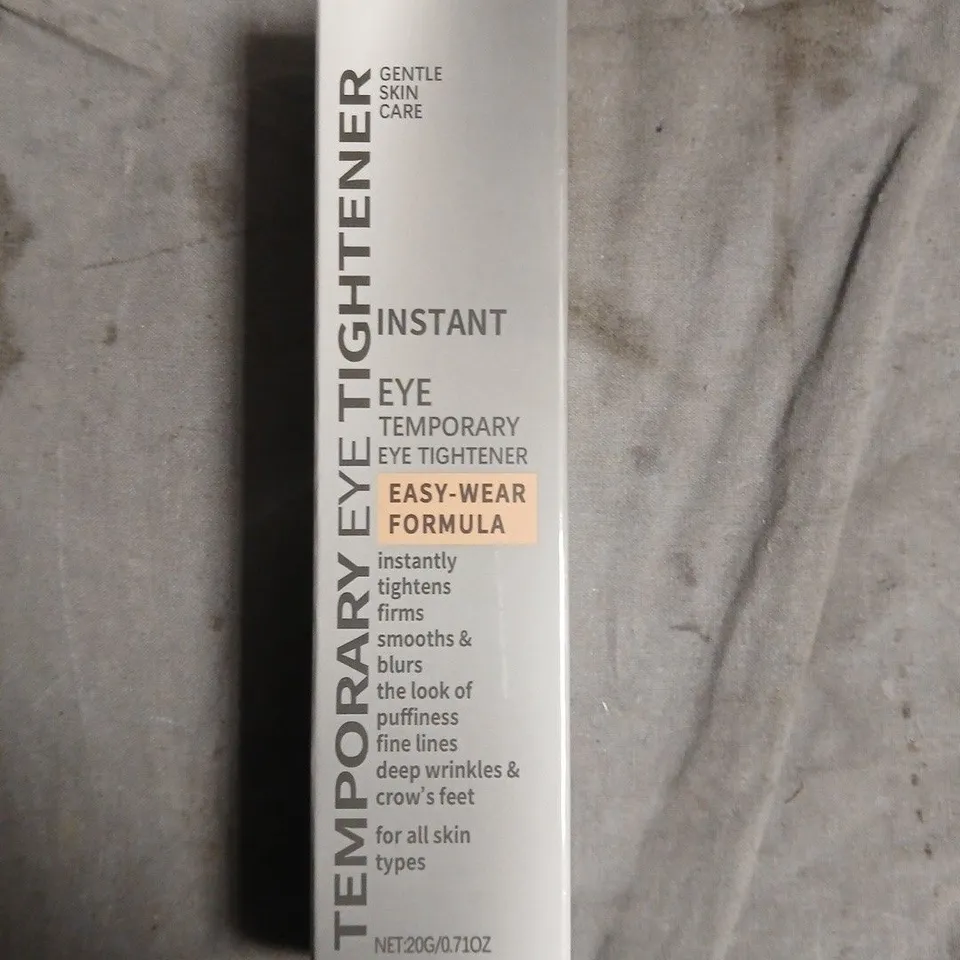 TEMPORARY EYE TIGHTENER
GENTLE
SKIN
CARE
INSTANT
EYE
TEMPORARY
EYE TIGHTENER
EASY-WEAR
FORMULA
instantly
tightens
firms
smooths &
blurs
the look of
puffiness
fine lines
deep wrinkles &
crow's feet
for all skin
types
NET:20G/0.71OZ